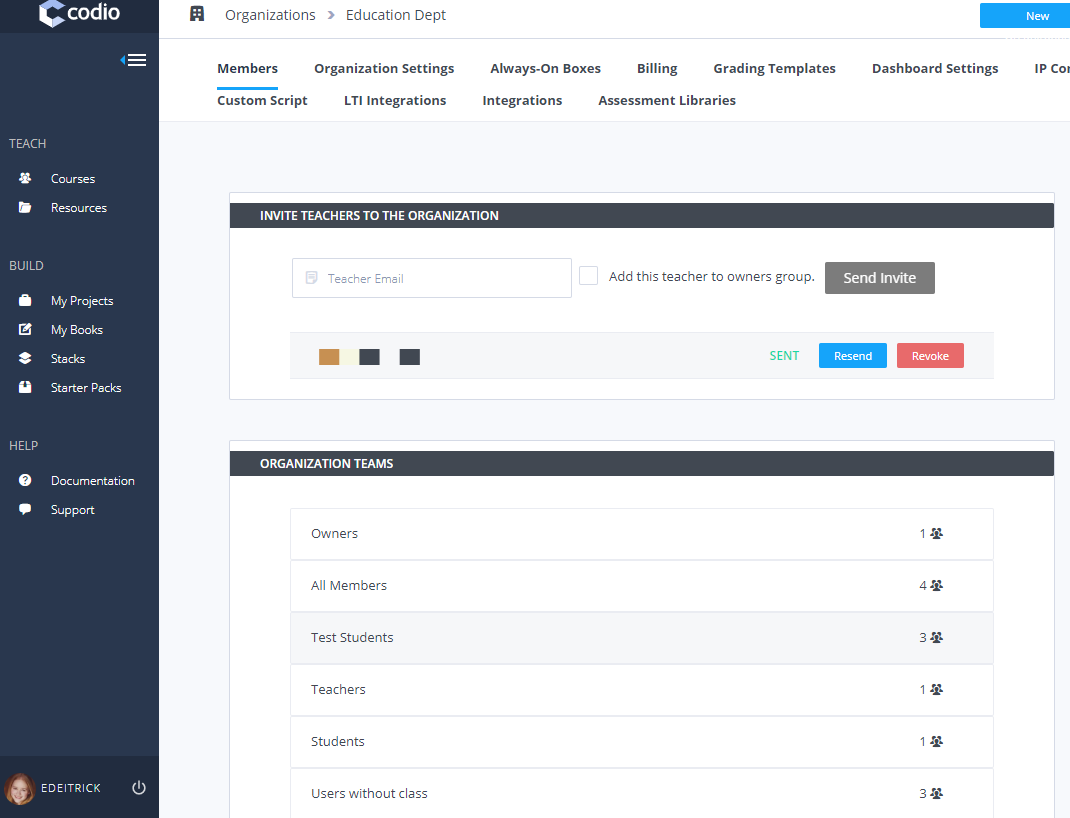 codio
Organizations > Education Dept
New
Members Organization Settings Always-On Boxes Billing Grading Templates Dashboard Settings IP Co
Custom Script LTI Integrations Integrations Assessment Libraries
TEACH
Courses
Resources
BUILD
My Projects
My Books
Stacks
Starter Packs
HELP
Documentation
Support
EDEITRICK
INVITE TEACHERS TO THE ORGANIZATION
Teacher Email
Add this teacher to owners group.
Send Invite
SENT
Resend
Revoke
ORGANIZATION TEAMS
Owners 1
All Members 4
Test Students 3
Teachers 1
Students 1
Users without class 3